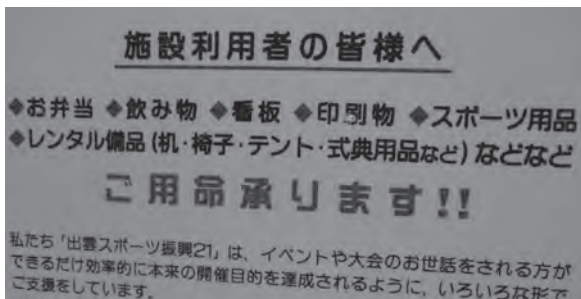 施設利用者の皆様へ
◆お弁当 ◆飲み物 ◆看板 ◆印刷物 ◆スポーツ用品
◆レンタル備品(机・椅子・テント・式典用品など)などなど
ご用命承ります!!
私たち「出雲スポーツ振興21」は、イベントや大会のお世話をされる方が
できるだけ効率的に本来の開催目的を達成されるように、いろいろな形で
ご支援をしています。